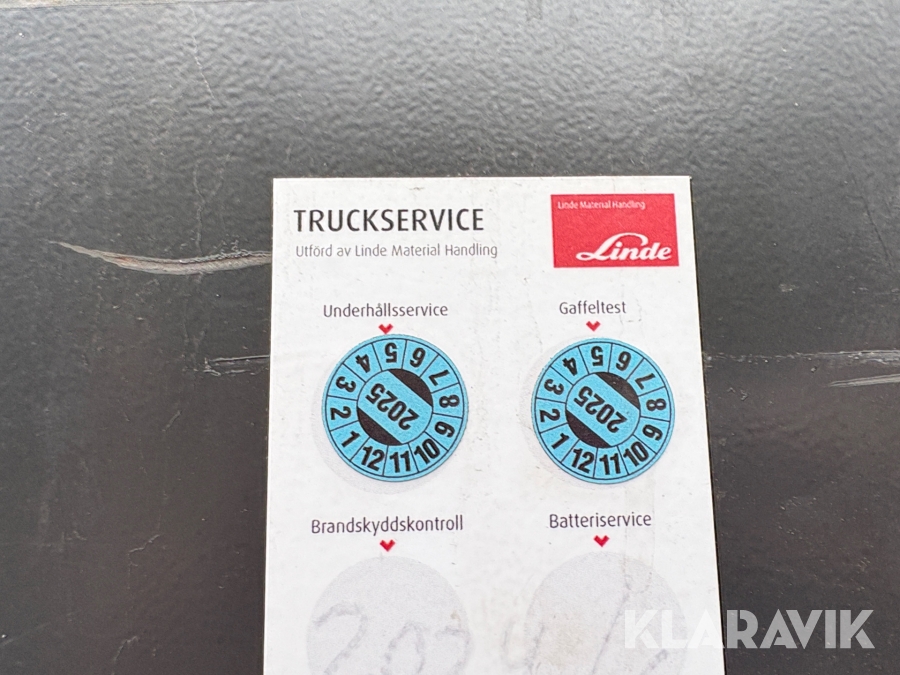 TRUCKSERVICE
Utförd av Linde Material Handling
Linde Material Handling
Linde
Underhållsservice
Gaffeltest
1 2 3 4 5 6 7 8 9 10 11 12
2025
1 2 3 4 5 6 7 8 9 10 11 12
2025
Brandskyddskontroll
Batteriservice
KLARAVIK